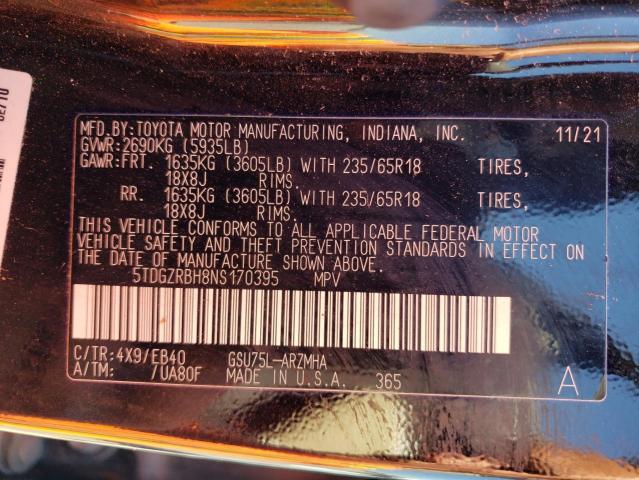 MFD.BY:TOYOTA MOTOR MANUFACTURING, INDIANA, INC. 11/21
GVWR:2690KG (5935LB)
GAWR:FRT. 1635KG (3605LB) WITH 235/65R18 TIRES,
18X8J RIMS.
RR. 1635KG (3605LB) WITH 235/65R18 TIRES,
18X8J RIMS.
THIS VEHICLE CONFORMS TO ALL APPLICABLE FEDERAL MOTOR
VEHICLE SAFETY AND THEFT PREVENTION STANDARDS IN EFFECT ON
THE DATE OF MANUFACTURE SHOWN ABOVE.
5TDGZRBH8NS170395 MPV
C/TR:4X9/EB40 GSU75L-ARZMHA
A/TM: /UA80F MADE IN U.S.A. 365 A